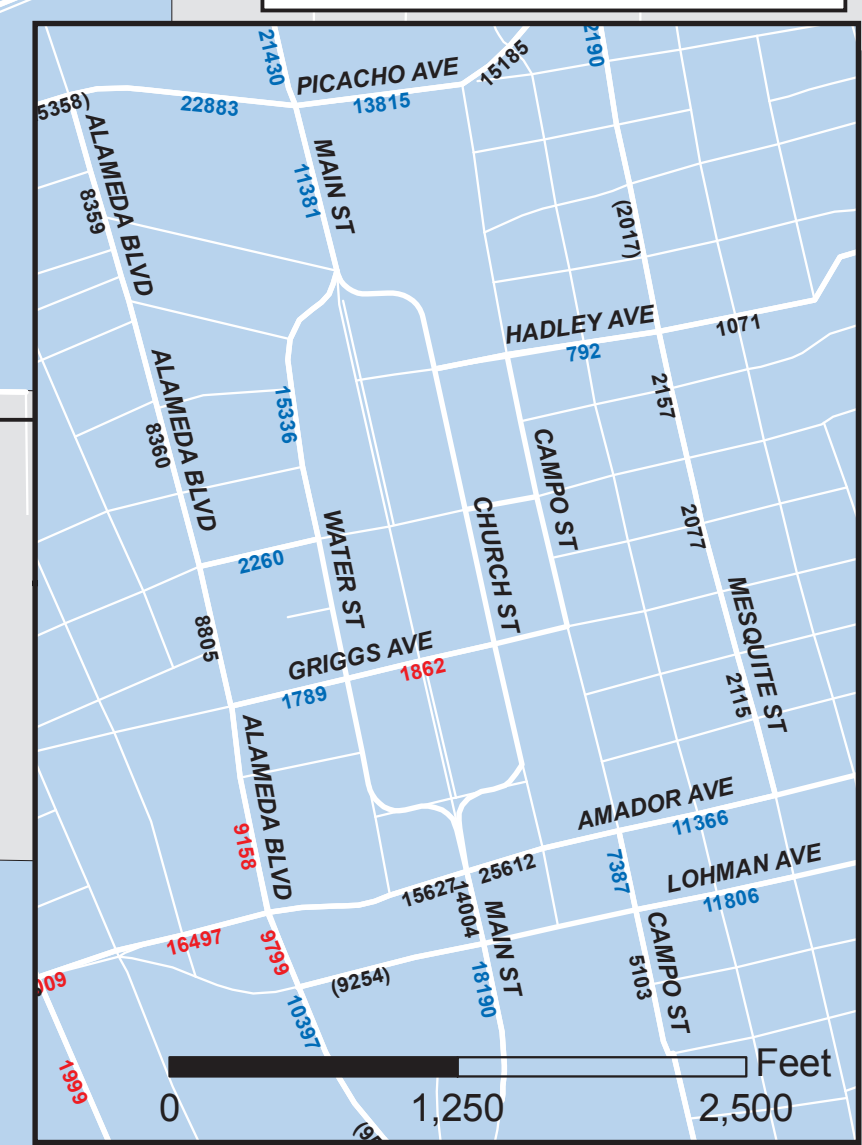 21430
2190
PICACHO AVE
15185
5358)
22883
13815
ALAMEDA BLVD
MAIN ST
11381
8359
(2017)
HADLEY AVE
1071
792
ALAMEDA BLVD
15336
2157
8360
CAMPO ST
WATER ST
CHURCH ST
2077
2260
MESQUITE ST
8805
GRIGGS AVE
1862
1789
2115
ALAMEDA BLVD
AMADOR AVE
11366
9158
7387
25612
LOHMAN AVE
15627
14004
11806
MAIN ST
CAMPO ST
16497
9799
(9254)
5103
009
18190
10397
1999
Feet
0 1,250 2,500